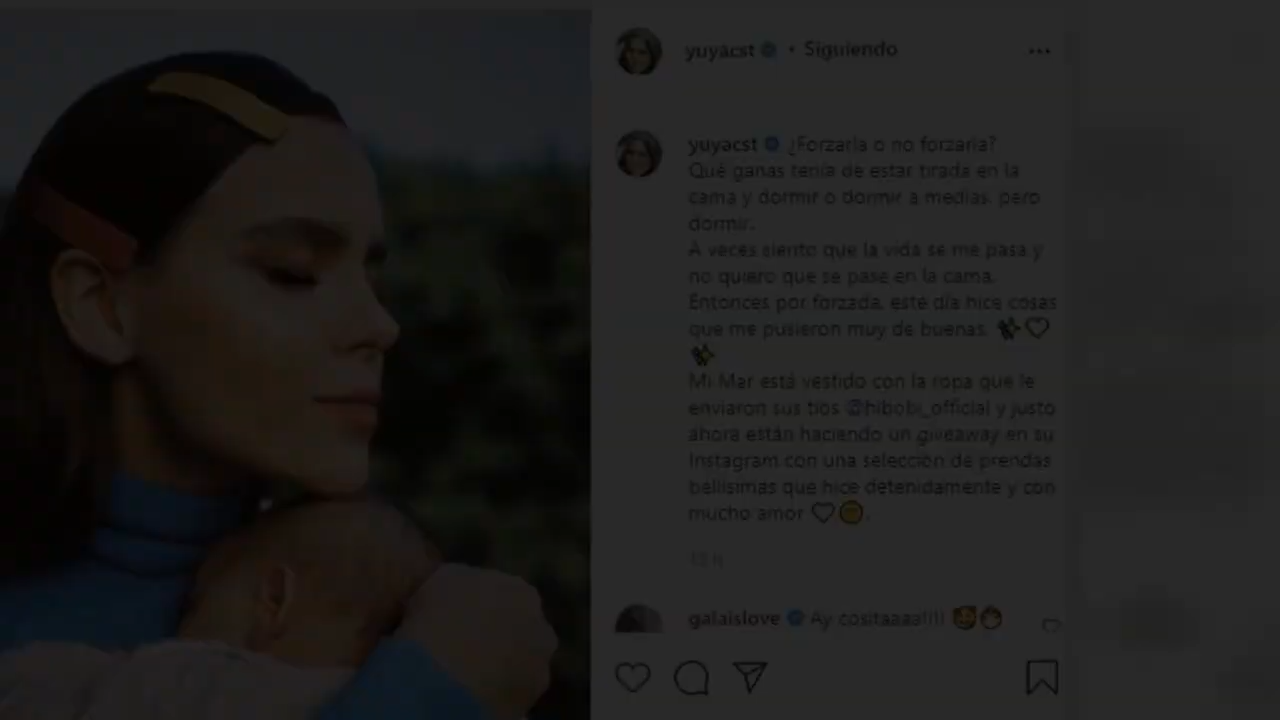 yuyacst • Siguiendo
yuyacst ¿Forzarla o no forzarla?
Qué ganas tenía de estar tirada en la
cama y dormir o dormir a medias, pero
dormir.
A veces siento que la vida se me pasa y
no quiero que se pase en la cama.
Entonces por forzada, este día hice cosas
que me pusieron muy de buenas. ✨🤍
✨
Mi Mar está vestido con la ropa que le
enviaron sus tíos @hibobi_official y justo
ahora están haciendo un giveaway en su
Instagram con una selección de prendas
bellísimas que hice detenidamente y con
mucho amor 🤍😊.
galaislove Ay cositaaaa!!!!